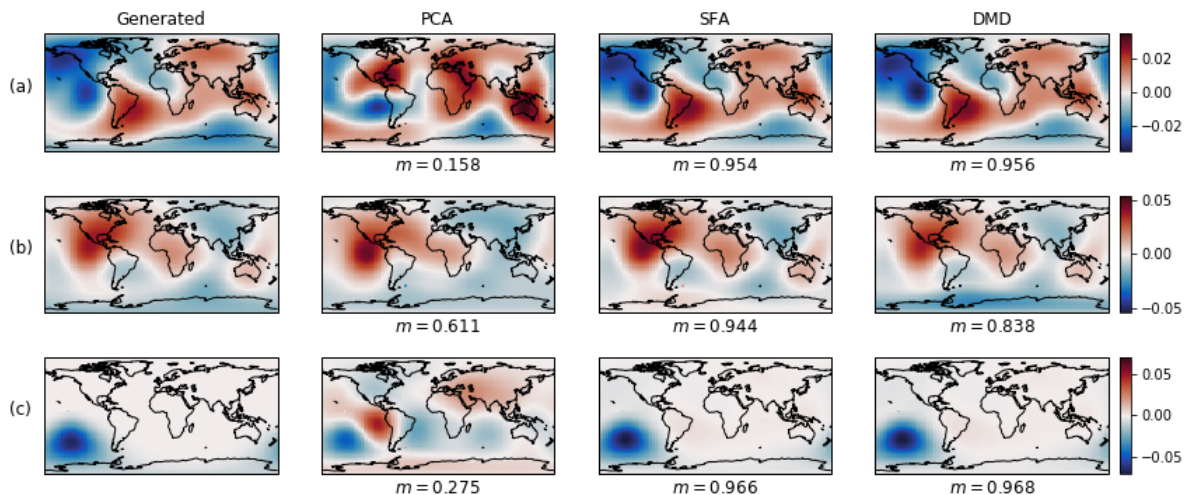 Generated PCA SFA DMD
(a)
0.02
0.00
−0.02
m = 0.158 m = 0.954 m = 0.956
(b)
0.05
0.00
−0.05
m = 0.611 m = 0.944 m = 0.838
(c)
0.05
0.00
−0.05
m = 0.275 m = 0.966 m = 0.968